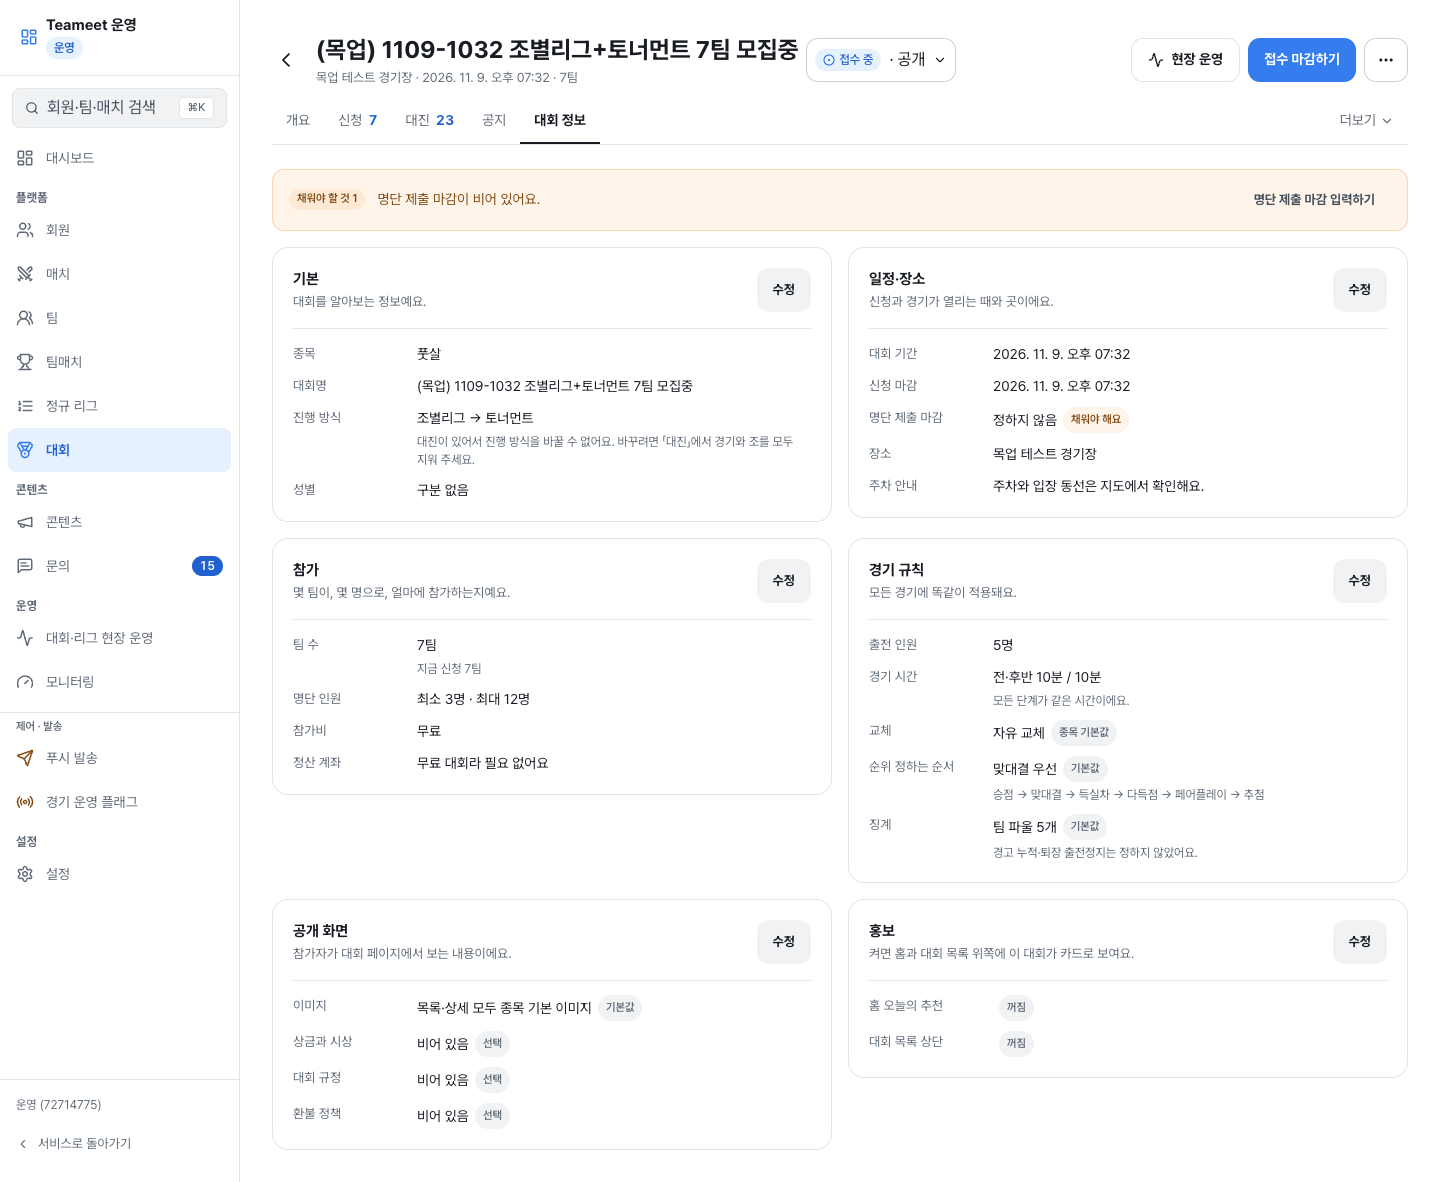 Teameet 운영
운영
회원·팀·매치 검색 ⌘K
대시보드
플랫폼
회원
매치
팀
팀매치
정규 리그
대회
콘텐츠
콘텐츠
문의 15
운영
대회·리그 현장 운영
모니터링
제어 · 발송
푸시 발송
경기 운영 플래그
설정
설정
운영 (72714775)
서비스로 돌아가기
(목업) 1109-1032 조별리그+토너먼트 7팀 모집중
접수 중 · 공개
목업 테스트 경기장 · 2026. 11. 9. 오후 07:32 · 7팀
현장 운영
접수 마감하기
개요 신청 7 대진 23 공지 대회 정보 더보기
채워야 할 것 1 명단 제출 마감이 비어 있어요. 명단 제출 마감 입력하기
기본
대회를 알아보는 정보예요.
수정
종목 풋살
대회명 (목업) 1109-1032 조별리그+토너먼트 7팀 모집중
진행 방식 조별리그 → 토너먼트
대진이 있어서 진행 방식을 바꿀 수 없어요. 바꾸려면 「대진」에서 경기와 조를 모두
지워 주세요.
성별 구분 없음
일정·장소
신청과 경기가 열리는 때와 곳이에요.
수정
대회 기간 2026. 11. 9. 오후 07:32
신청 마감 2026. 11. 9. 오후 07:32
명단 제출 마감 정하지 않음 채워야 해요
장소 목업 테스트 경기장
주차 안내 주차와 입장 동선은 지도에서 확인해요.
참가
몇 팀이, 몇 명으로, 얼마에 참가하는지예요.
수정
팀 수 7팀
지금 신청 7팀
명단 인원 최소 3명 · 최대 12명
참가비 무료
정산 계좌 무료 대회라 필요 없어요
경기 규칙
모든 경기에 똑같이 적용돼요.
수정
출전 인원 5명
경기 시간 전·후반 10분 / 10분
모든 단계가 같은 시간이에요.
교체 자유 교체 종목 기본값
순위 정하는 순서 맞대결 우선 기본값
승점 → 맞대결 → 득실차 → 다득점 → 페어플레이 → 추첨
징계 팀 파울 5개 기본값
경고 누적·퇴장 출전정지는 정하지 않았어요.
공개 화면
참가자가 대회 페이지에서 보는 내용이에요.
수정
이미지 목록·상세 모두 종목 기본 이미지 기본값
상금과 시상 비어 있음 선택
대회 규정 비어 있음 선택
환불 정책 비어 있음 선택
홍보
켜면 홈과 대회 목록 위쪽에 이 대회가 카드로 보여요.
수정
홈 오늘의 추천 꺼짐
대회 목록 상단 꺼짐